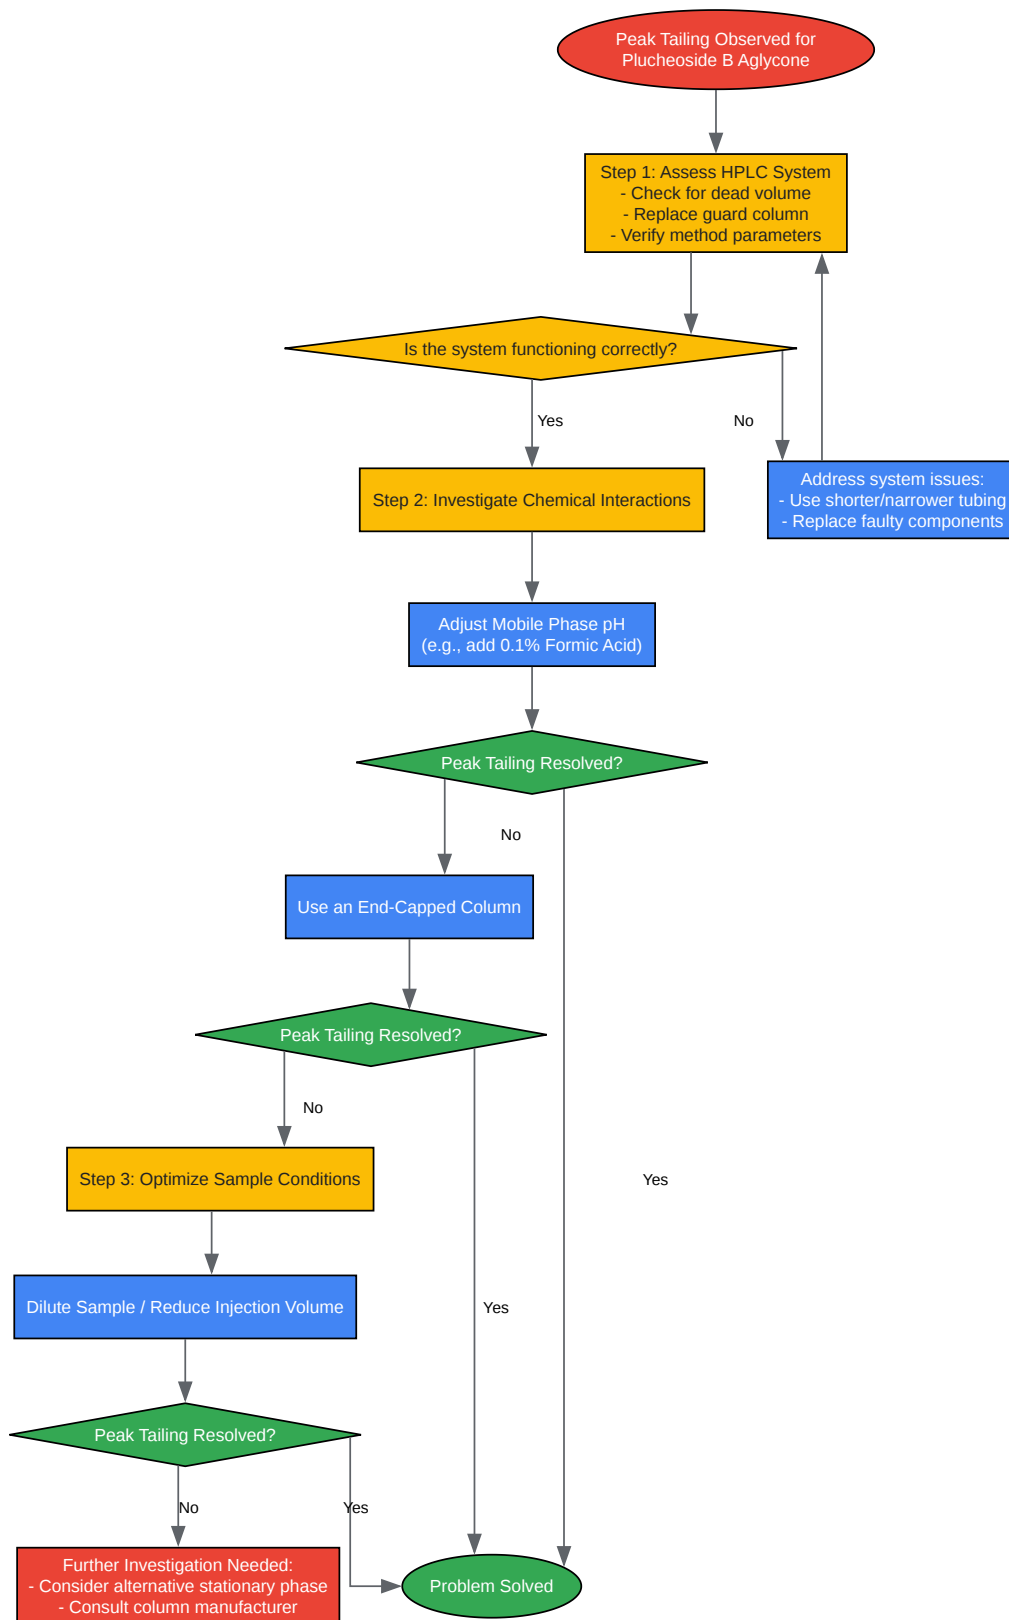 Peak Tailing Observed for
Plucheoside B Aglycone
Step 1: Assess HPLC System
- Check for dead volume
- Replace guard column
- Verify method parameters
Is the system functioning correctly?
Yes
No
Step 2: Investigate Chemical Interactions
Address system issues:
- Use shorter/narrower tubing
- Replace faulty components
Adjust Mobile Phase pH
(e.g., add 0.1% Formic Acid)
Peak Tailing Resolved?
No
Use an End-Capped Column
Peak Tailing Resolved?
No
Step 3: Optimize Sample Conditions
Yes
Dilute Sample / Reduce Injection Volume
Yes
Peak Tailing Resolved?
No
Yes
Further Investigation Needed:
- Consider alternative stationary phase
- Consult column manufacturer
Problem Solved